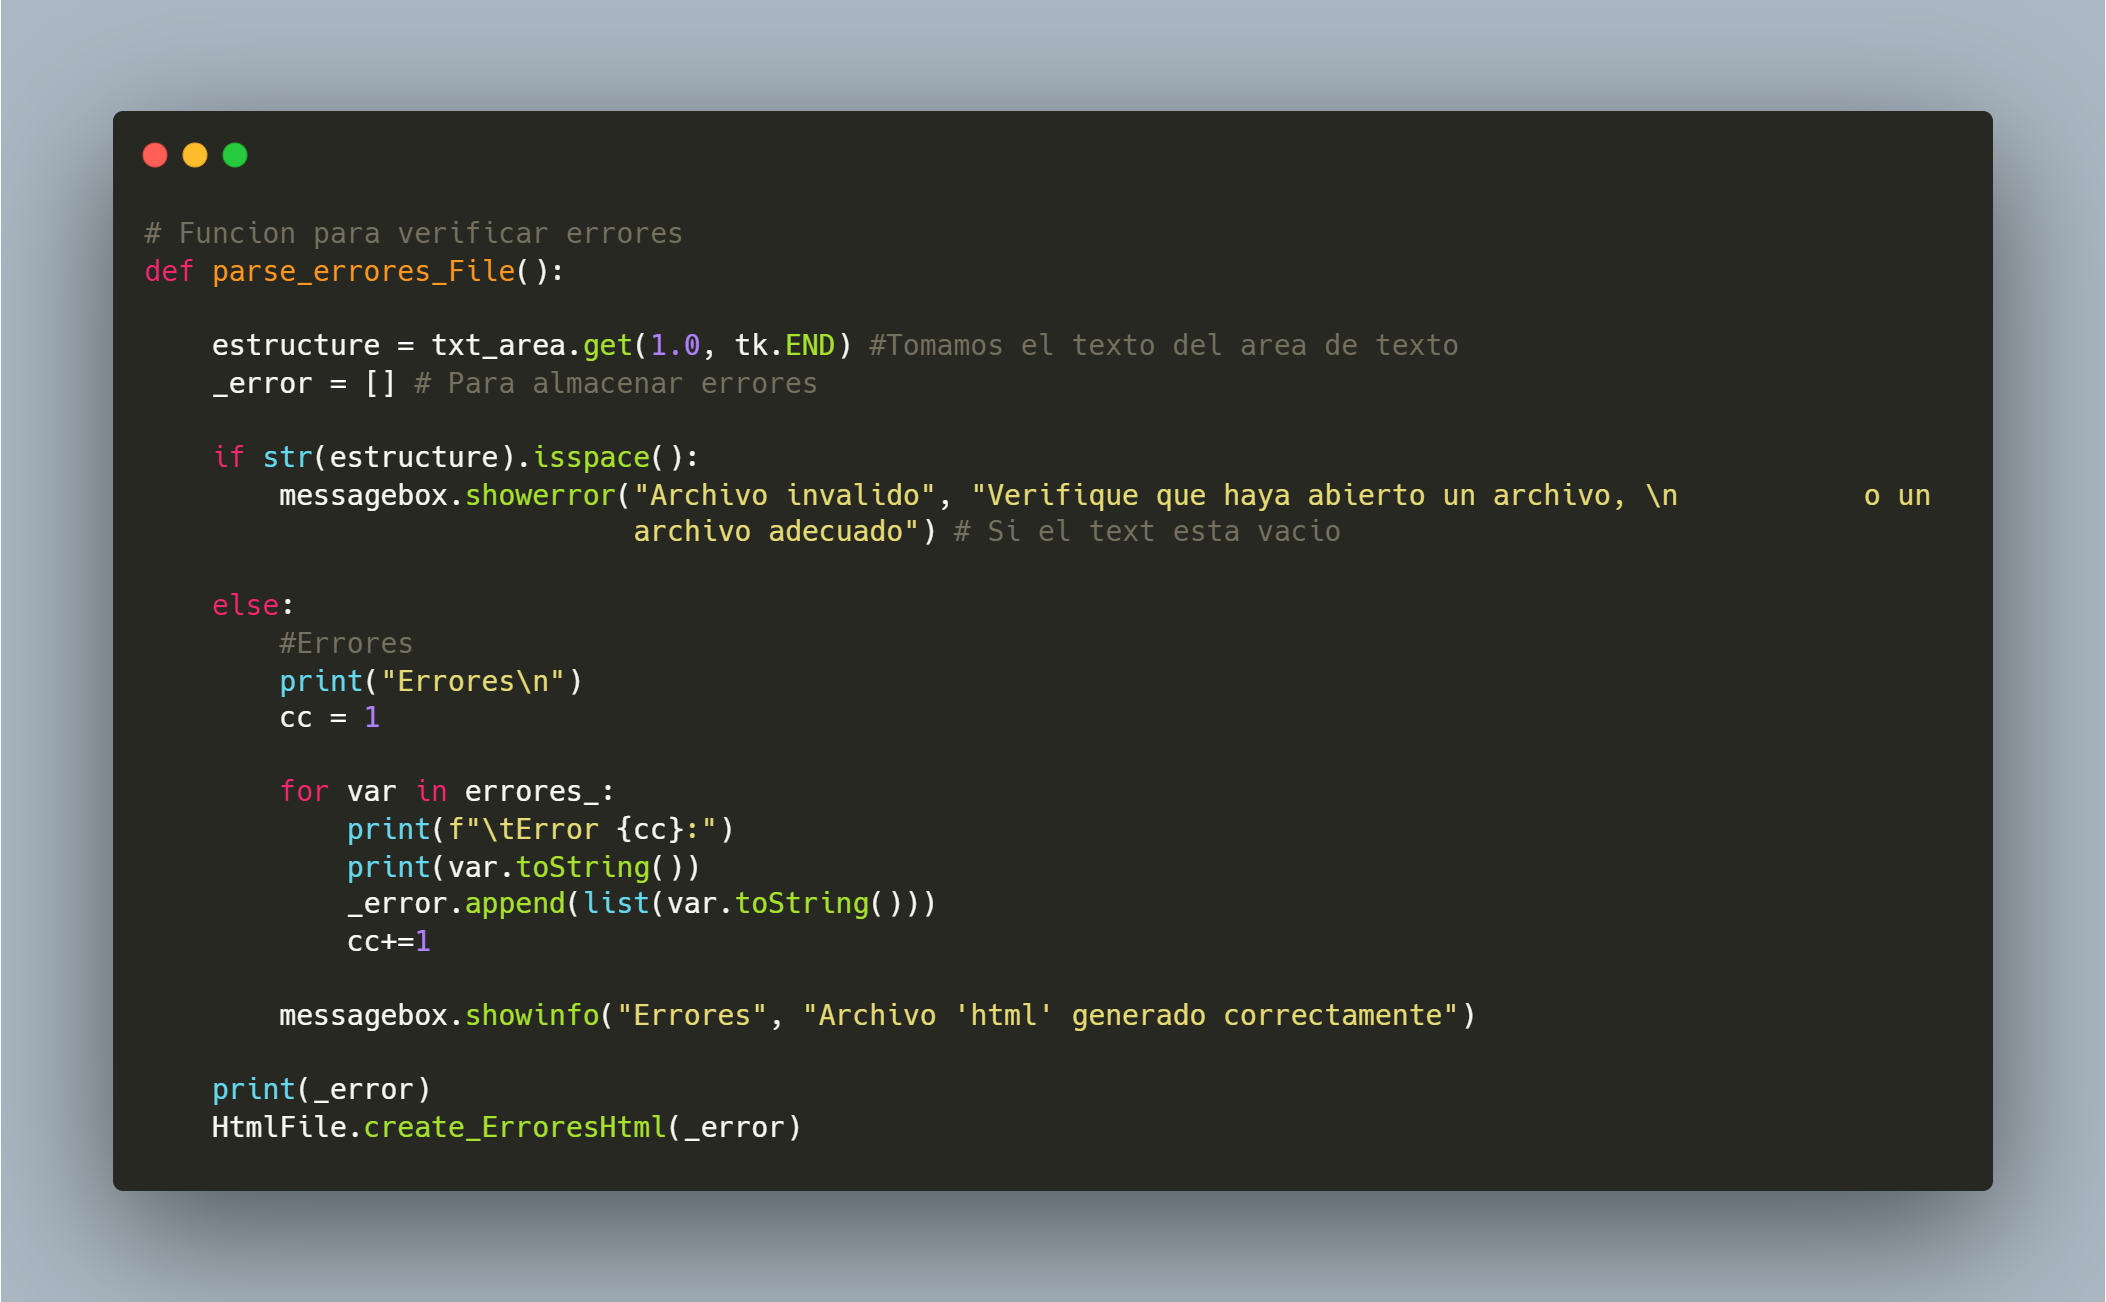 # Funcion para verificar errores
def parse_errores_File():
    estructure = txt_area.get(1.0, tk.END) #Tomamos el texto del area de texto
    _error = [] # Para almacenar errores
    if str(estructure).isspace():
        messagebox.showerror("Archivo invalido", "Verifique que haya abierto un archivo, \n           o un
                     archivo adecuado") # Si el text esta vacio
    else:
        #Errores
        print("Errores\n")
        cc = 1
        for var in errores_:
            print(f"\tError {cc}:")
            print(var.toString())
            _error.append(list(var.toString()))
            cc+=1
        messagebox.showinfo("Errores", "Archivo 'html' generado correctamente")
    print(_error)
    HtmlFile.create_ErroresHtml(_error)